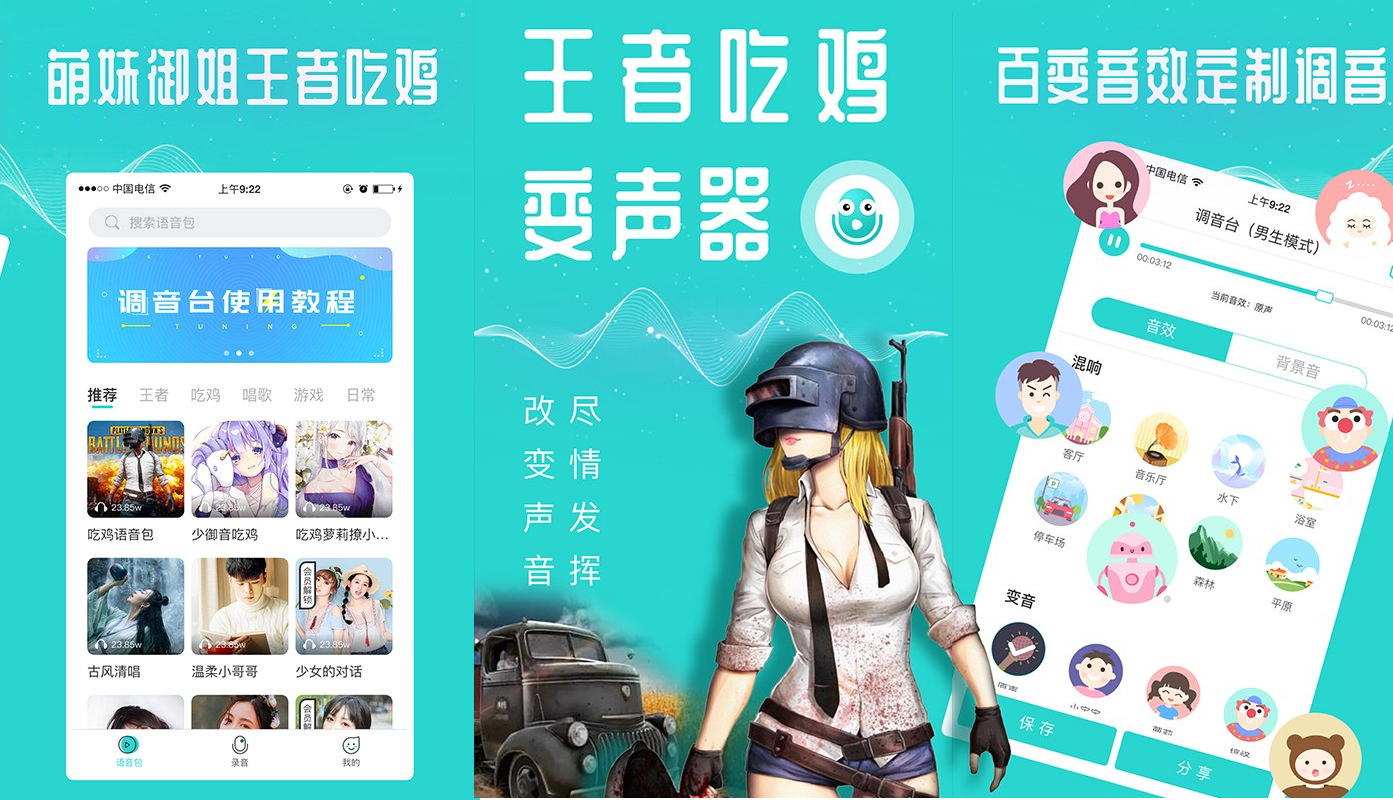 萌妹御姐王者吃鸡
中国电信
上午9:22
搜索语音包
调音台使用教程
TUNING
推荐 王者 吃鸡 唱歌 游戏 日常
BATTLEGROUNDS
23.85w
23.85w
23.85w
吃鸡语音包
少御音吃鸡
吃鸡萝莉撩小...
会员解锁
23.85w
23.85w
23.85w
古风清唱
温柔小哥哥
少女的对话
语音包
录音
我的
王者吃鸡
变声器
尽情发挥
改变声音
百变音效定制调音
中国电信
上午9:22
调音台（男生模式）
00:03:12
00:03:12
当前音效：原声
音效
背景音
混响
客厅
音乐厅
水下
浴室
停车场
森林
平原
变音
保存
分享